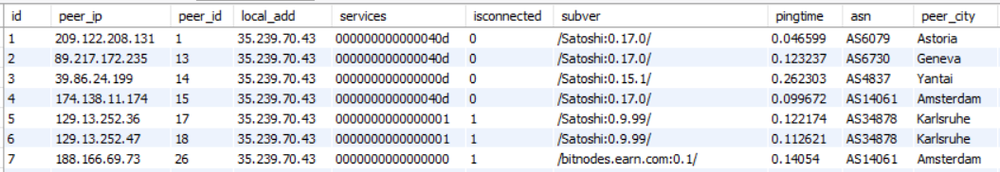 id peer_ip peer_id local_add services isconnected subver pingtime asn peer_city
1 209.122.208.131 1 35.239.70.43 000000000000040d 0 /Satoshi:0.17.0/ 0.046599 AS6079 Astoria
2 89.217.172.235 13 35.239.70.43 000000000000040d 0 /Satoshi:0.17.0/ 0.123237 AS6730 Geneva
3 39.86.24.199 14 35.239.70.43 000000000000000d 0 /Satoshi:0.15.1/ 0.262303 AS4837 Yantai
4 174.138.11.174 15 35.239.70.43 000000000000040d 0 /Satoshi:0.17.0/ 0.099672 AS14061 Amsterdam
5 129.13.252.36 17 35.239.70.43 0000000000000001 1 /Satoshi:0.9.99/ 0.122174 AS34878 Karlsruhe
6 129.13.252.47 18 35.239.70.43 0000000000000001 1 /Satoshi:0.9.99/ 0.112621 AS34878 Karlsruhe
7 188.166.69.73 26 35.239.70.43 0000000000000000 1 /bitnodes.earn.com:0.1/ 0.14054 AS14061 Amsterdam